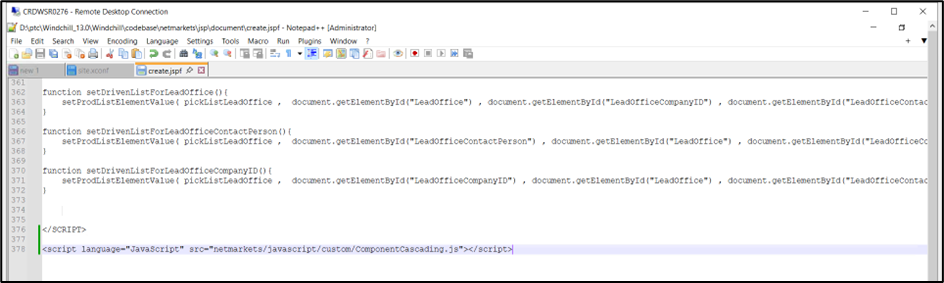 CRDWSR0276 - Remote Desktop Connection
D:\ptc\Windchill_13.0\Windchill\codebase\netmarkets\jsp\document\create.jspf - Notepad++ [Administrator]
File Edit Search View Encoding Language Settings Tools Macro Run Plugins Window ?
new 1 site.xconf create.jspf
361
362 function setDrivenListForLeadOffice(){
363 setProdListElementValue( pickListLeadOffice , document.getElementById("LeadOffice") , document.getElementById("LeadOfficeCompanyID") , document.getElementById("LeadOfficeContac
364 }
365
366 function setDrivenListForLeadOfficeContactPerson(){
367 setProdListElementValue( pickListLeadOffice , document.getElementById("LeadOfficeContactPerson") , document.getElementById("LeadOffice") , document.getElementById("LeadOfficeCo
368 }
369
370 function setDrivenListForLeadOfficeCompanyID(){
371 setProdListElementValue( pickListLeadOffice , document.getElementById("LeadOfficeCompanyID") , document.getElementById("LeadOffice") , document.getElementById("LeadOfficeContac
372 }
373
374
375
376 </SCRIPT>
377
378 <script language="JavaScript" src="netmarkets/javascript/custom/ComponentCascading.js"></script>